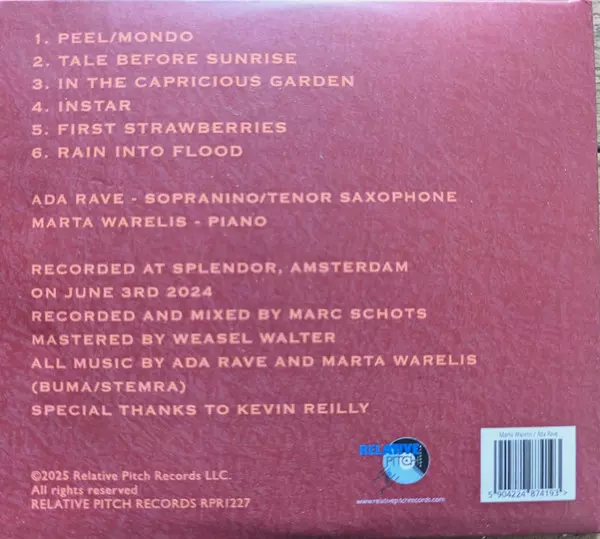 1. PEEL/MONDO
2. TALE BEFORE SUNRISE
3. IN THE CAPRICIOUS GARDEN
4. INSTAR
5. FIRST STRAWBERRIES
6. RAIN INTO FLOOD
ADA RAVE - SOPRANINO/TENOR SAXOPHONE
MARTA WARELIS - PIANO
RECORDED AT SPLENDOR, AMSTERDAM
ON JUNE 3RD 2024
RECORDED AND MIXED BY MARC SCHOTS
MASTERED BY WEASEL WALTER
ALL MUSIC BY ADA RAVE AND MARTA WARELIS
(BUMA/STEMRA)
SPECIAL THANKS TO KEVIN REILLY
©2025 Relative Pitch Records LLC.
All rights reserved
RELATIVE PITCH RECORDS RPR1227
RELATIVE
PITCH
www.relativepitchrecords.com
Marta Warelis / Ada Rave
5 904224 874193>